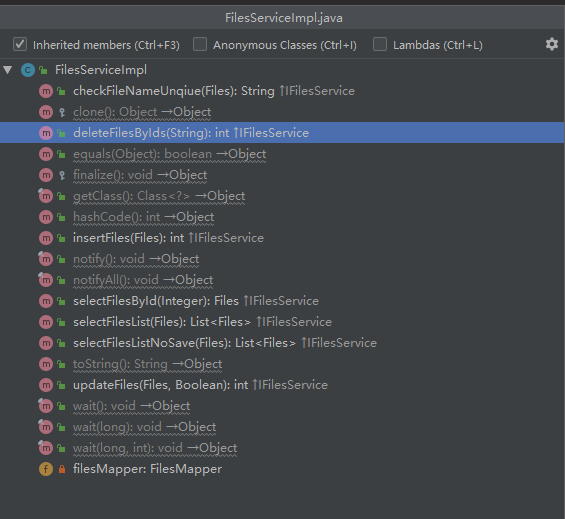 FilesServiceImpl.java
Inherited members (Ctrl+F3) Anonymous Classes (Ctrl+I) Lambdas (Ctrl+L)
FilesServiceImpl
checkFileNameUnqiue(Files): String ↑IFilesService
clone(): Object →Object
deleteFilesByIds(String): int ↑IFilesService
equals(Object): boolean →Object
finalize(): void →Object
getClass(): Class<?> →Object
hashCode(): int →Object
insertFiles(Files): int ↑IFilesService
notify(): void →Object
notifyAll(): void →Object
selectFilesById(Integer): Files ↑IFilesService
selectFilesList(Files): List<Files> ↑IFilesService
selectFilesListNoSave(Files): List<Files> ↑IFilesService
toString(): String →Object
updateFiles(Files, Boolean): int ↑IFilesService
wait(): void →Object
wait(long): void →Object
wait(long, int): void →Object
filesMapper: FilesMapper